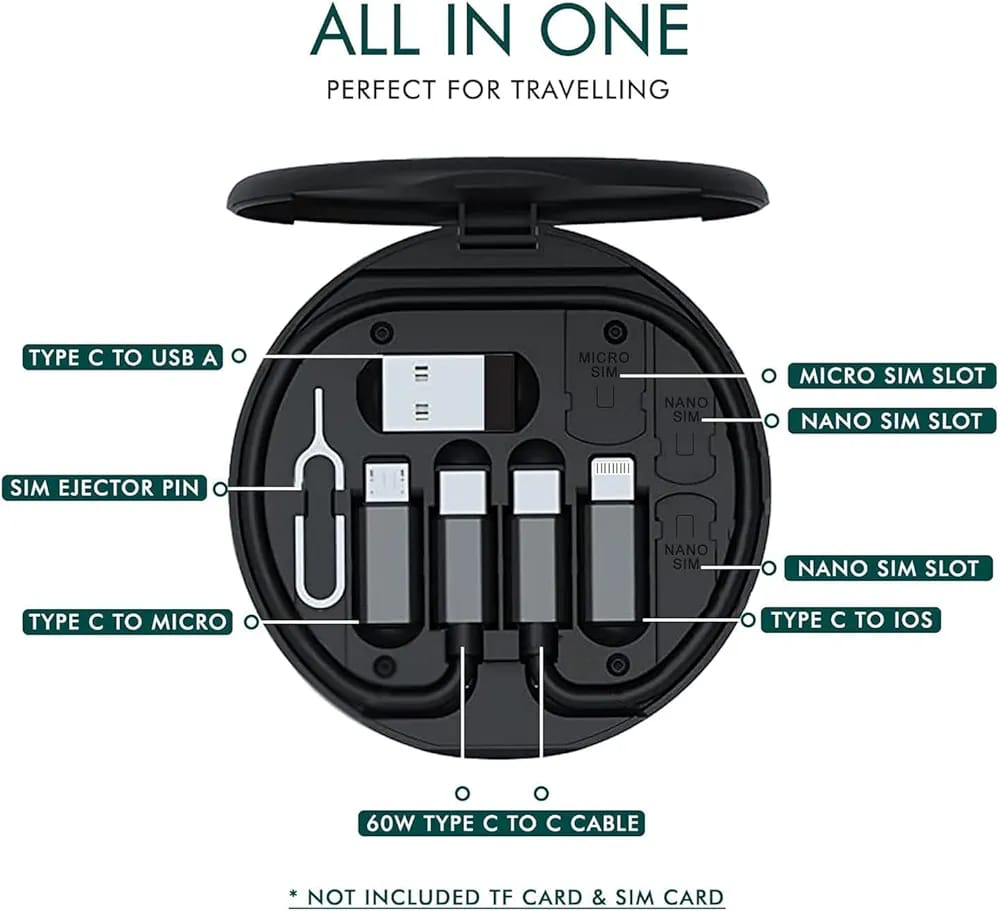 ALL IN ONE
PERFECT FOR TRAVELLING
TYPE C TO USB A
MICRO
SIM
MICRO SIM SLOT
NANO
SIM
NANO SIM SLOT
SIM EJECTOR PIN
NANO
SIM
NANO SIM SLOT
TYPE C TO MICRO
TYPE C TO IOS
60W TYPE C TO C CABLE
* NOT INCLUDED TF CARD & SIM CARD